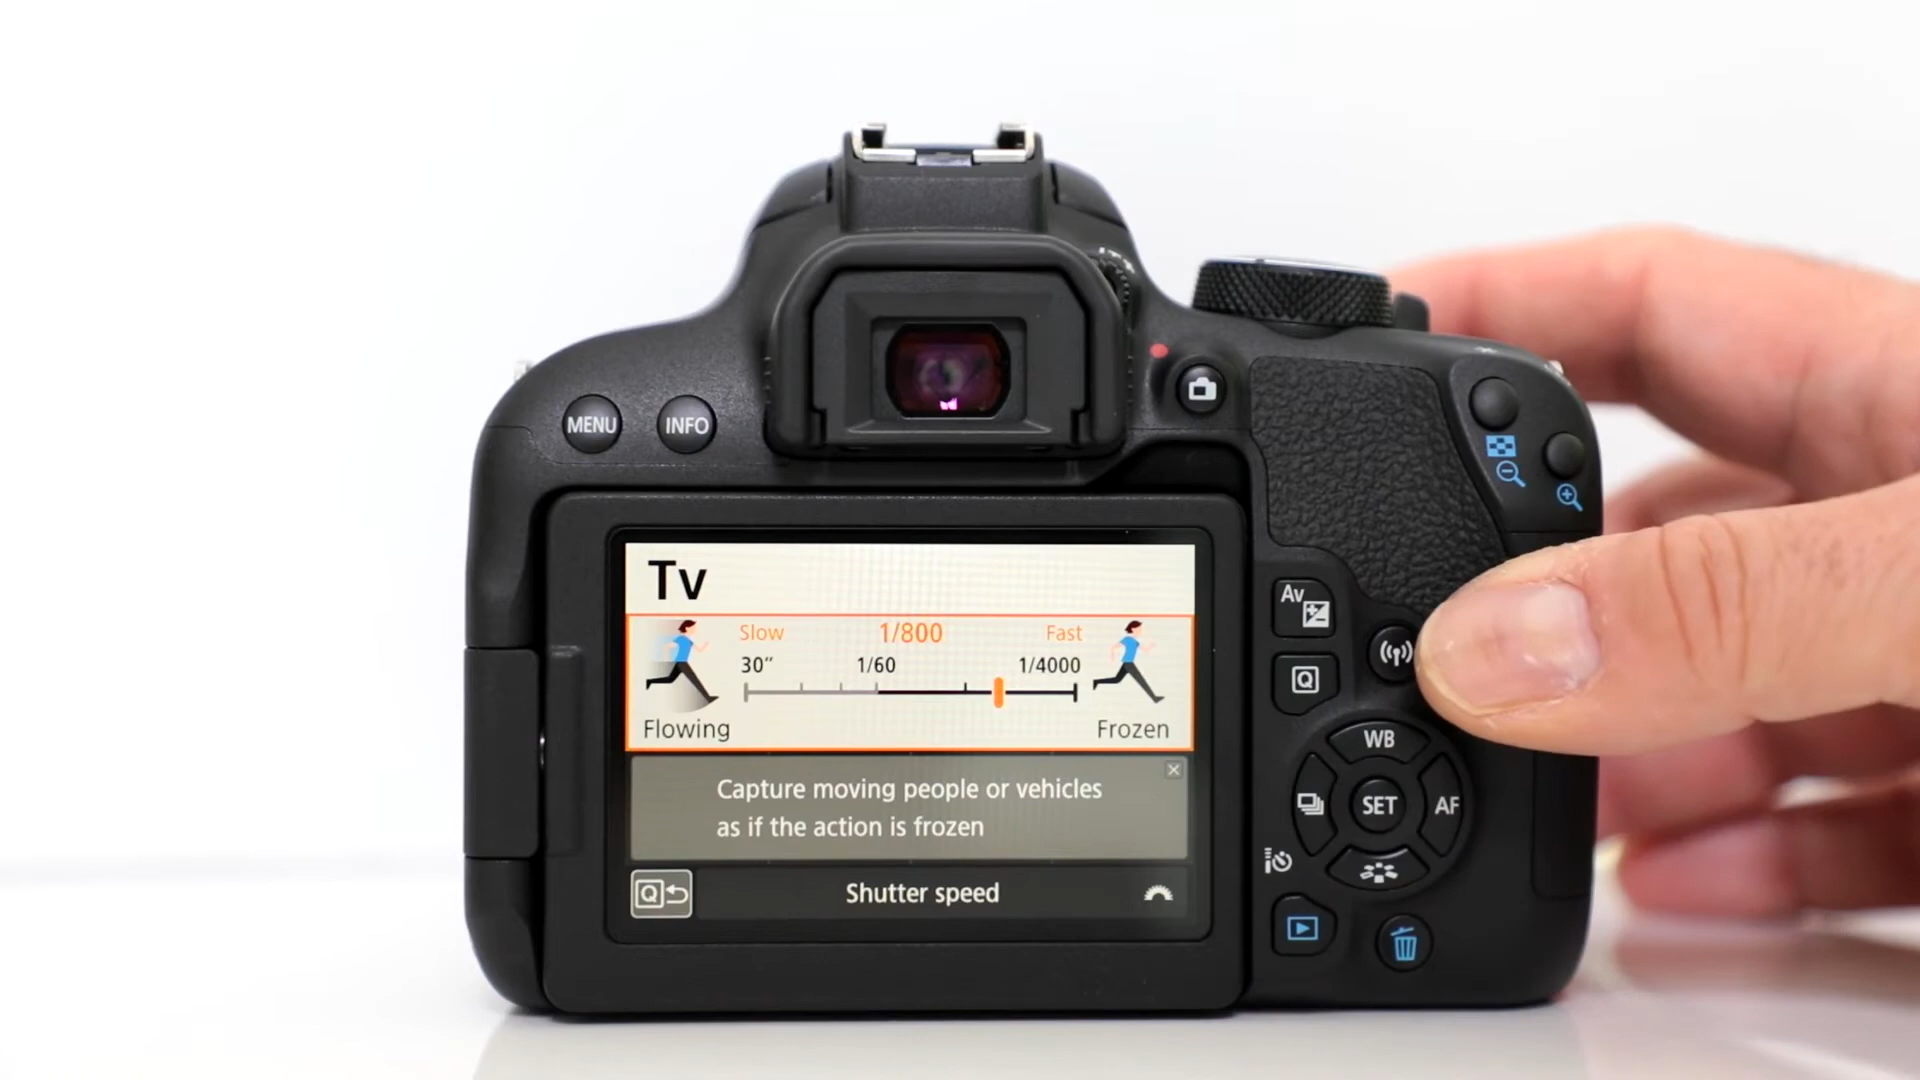 MENU
INFO
Tv
Slow 1/800 Fast
30" 1/60 1/4000
Flowing
Frozen
Capture moving people or vehicles
as if the action is frozen
Q
Shutter speed
Av
Q
WB
SET
AF